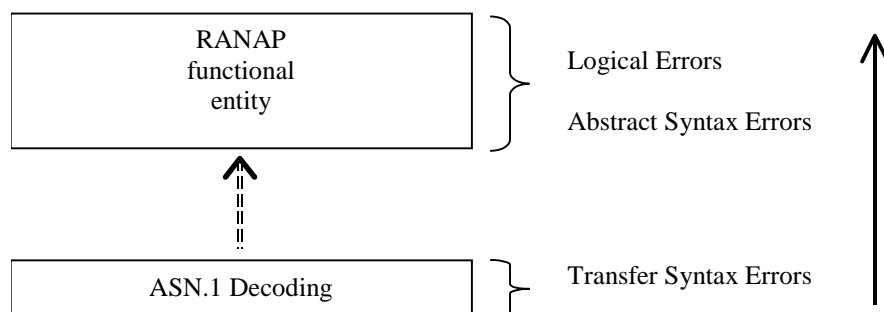 RANAP
functional
entity
Logical Errors
Abstract Syntax Errors
ASN.1 Decoding
Transfer Syntax Errors